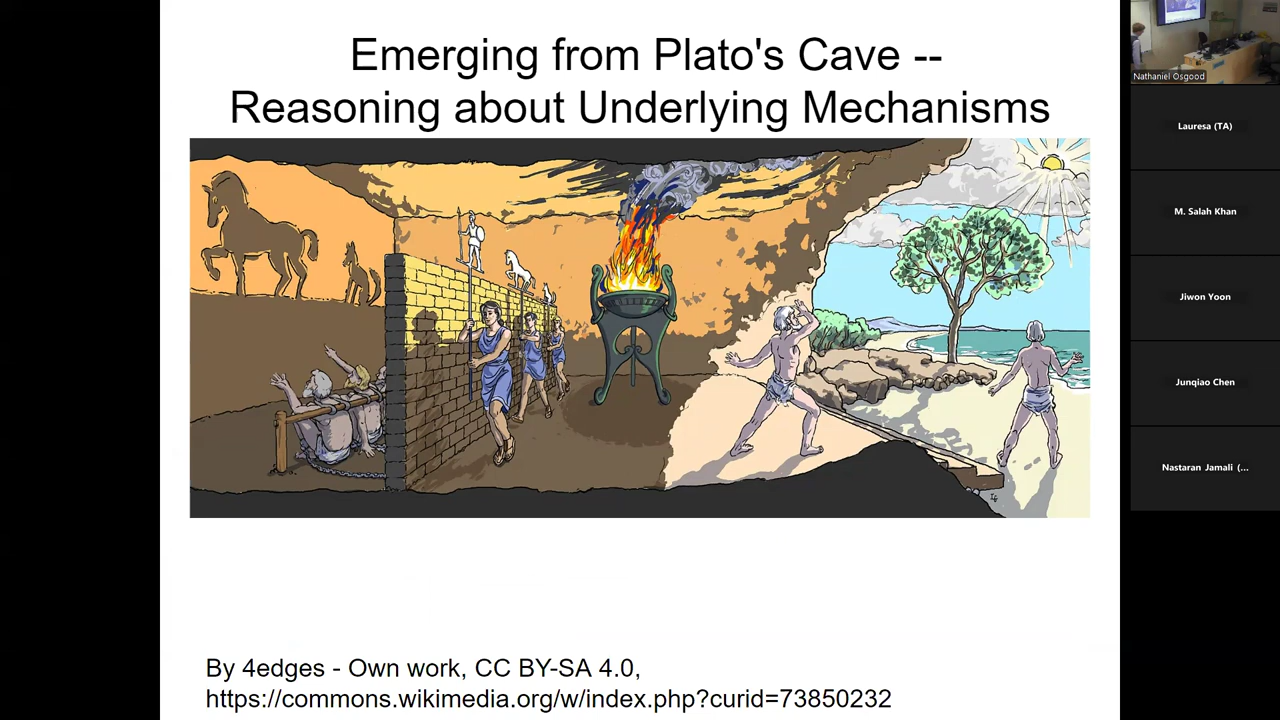 Emerging from Plato's Cave --
Reasoning about Underlying Mechanisms
By 4edges - Own work, CC BY-SA 4.0,
https://commons.wikimedia.org/w/index.php?curid=73850232
Nathaniel Osgood
Lauresa (TA)
M. Salah Khan
Jiwon Yoon
Junqiao Chen
Nastaran Jamali (...